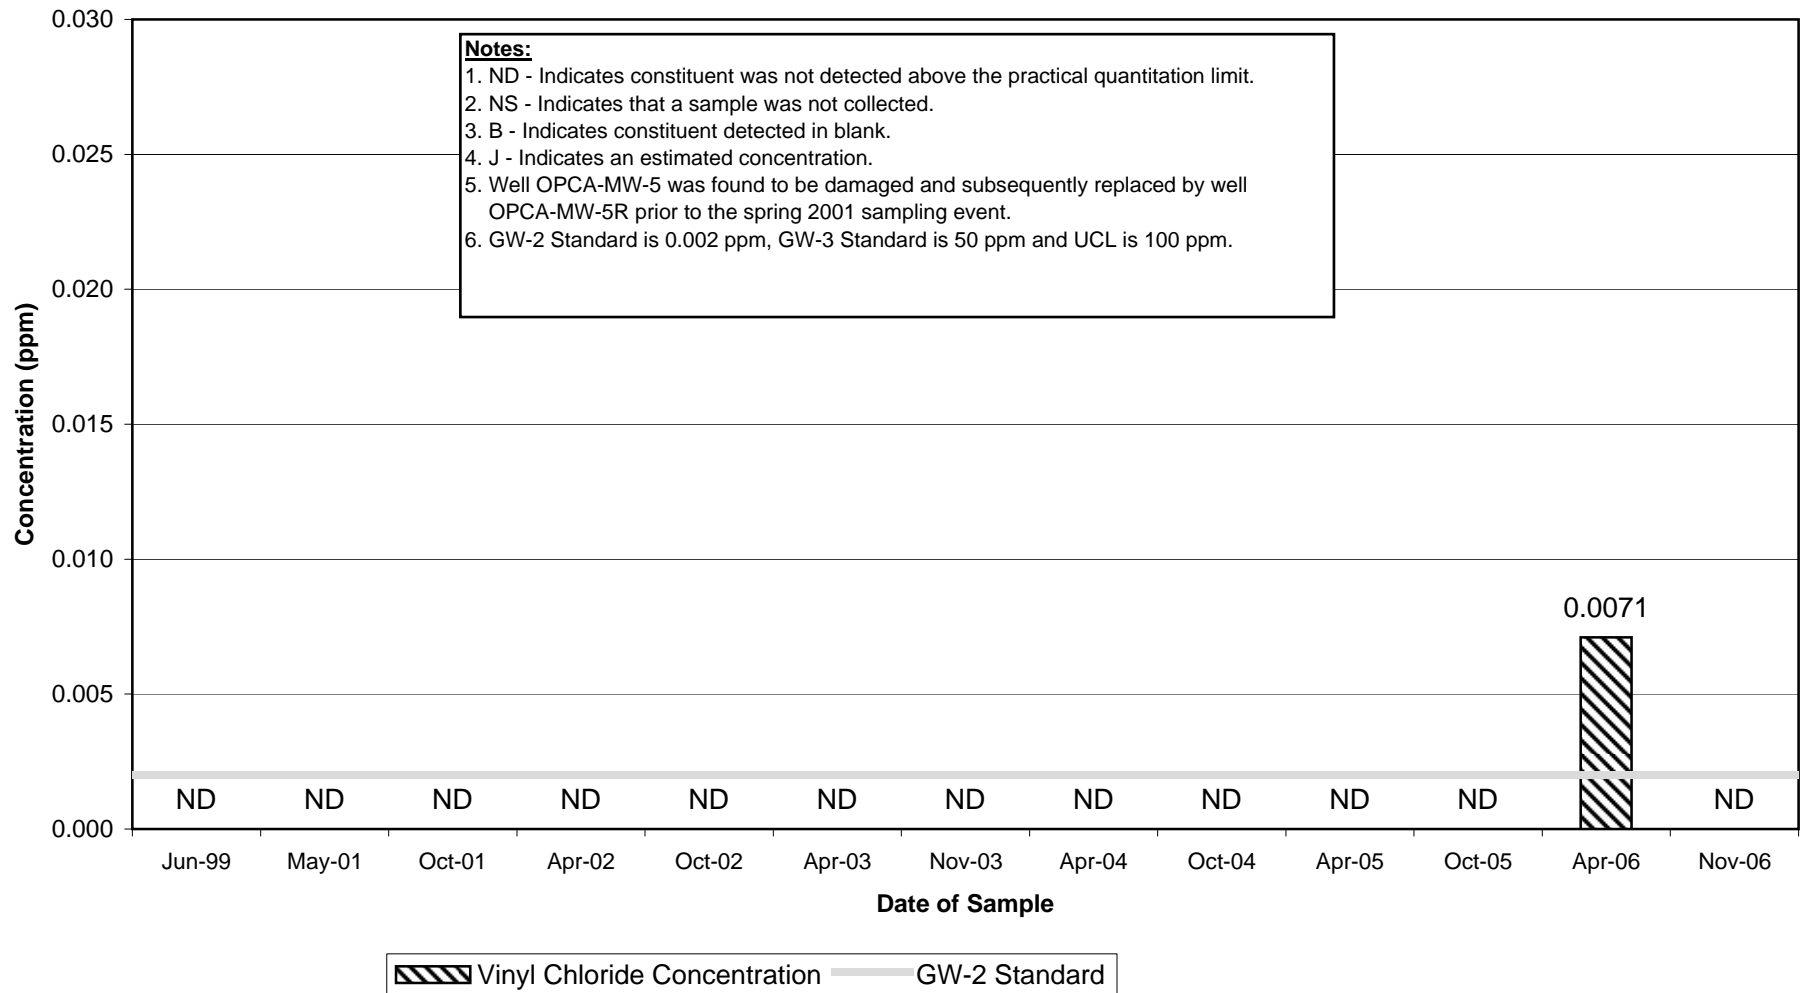 0.030
0.025
0.020
0.015
0.010
0.005
0.000
Concentration (ppm)
Notes:
1. ND - Indicates constituent was not detected above the practical quantitation limit.
2. NS - Indicates that a sample was not collected.
3. B - Indicates constituent detected in blank.
4. J - Indicates an estimated concentration.
5. Well OPCA-MW-5 was found to be damaged and subsequently replaced by well
OPCA-MW-5R prior to the spring 2001 sampling event.
6. GW-2 Standard is 0.002 ppm, GW-3 Standard is 50 ppm and UCL is 100 ppm.
0.0071
ND ND ND ND ND ND ND ND ND ND ND ND
Jun-99 May-01 Oct-01 Apr-02 Oct-02 Apr-03 Nov-03 Apr-04 Oct-04 Apr-05 Oct-05 Apr-06 Nov-06
Date of Sample
Vinyl Chloride Concentration GW-2 Standard